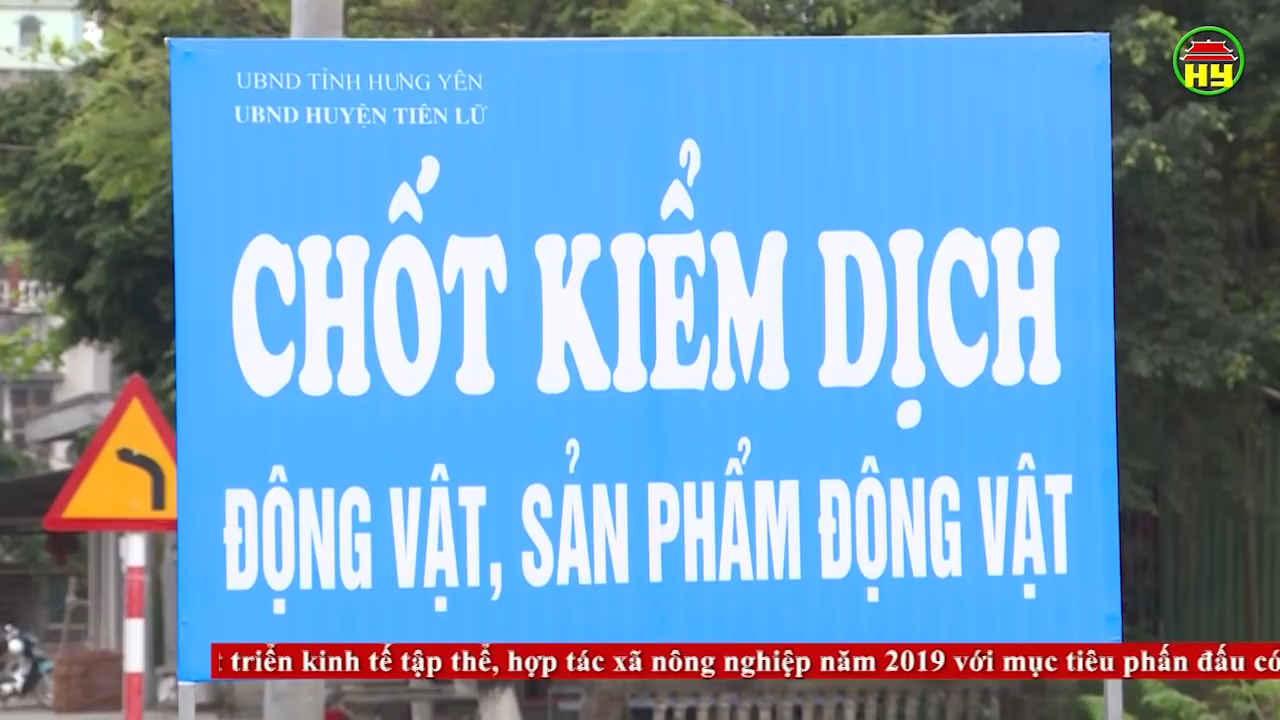 UBND TỈNH HƯNG YÊN
UBND HUYỆN TIÊN LỮ
HY
CHỐT KIỂM DỊCH
ĐỘNG VẬT, SẢN PHẨM ĐỘNG VẬT
triển kinh tế tập thể, hợp tác xã nông nghiệp năm 2019 với mục tiêu phấn đấu có